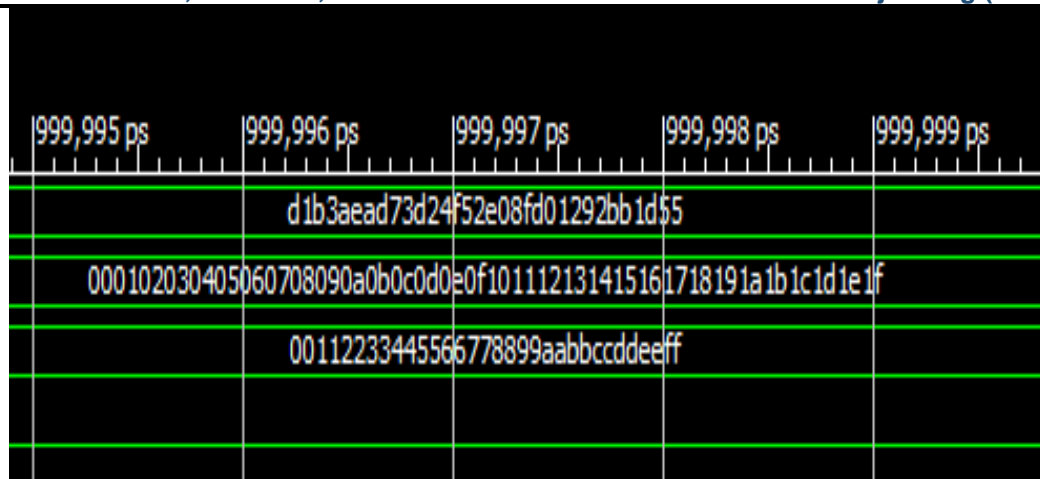 999,995 ps 999,996 ps 999,997 ps 999,998 ps 999,999 ps
d1b3aead73d24f52e08fd01292bb1d55
000102030405060708090a0b0c0d0e0f101112131415161718191a1b1c1d1e1f
00112233445566778899aabbccddeeff